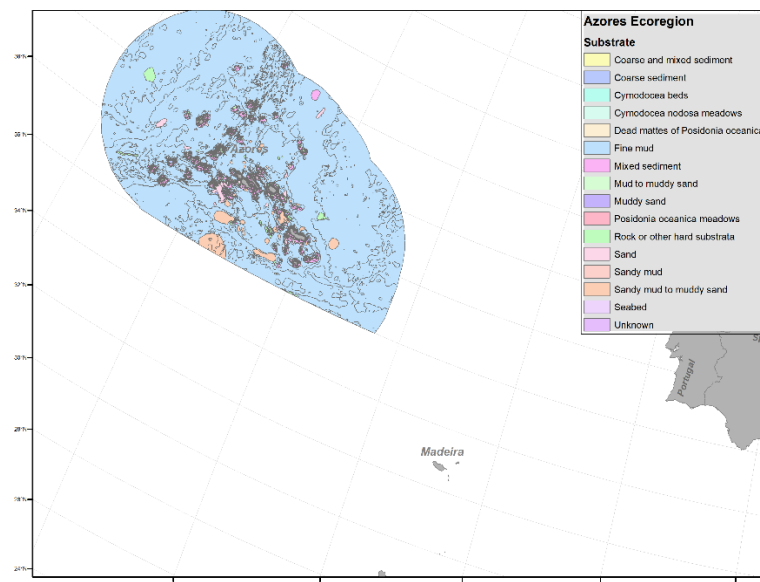 Azores Ecoregion
Substrate
Coarse and mixed sediment
Coarse sediment
Cymodocea beds
Cymodocea nodosa meadows
Dead mattes of Posidonia oceanica
Fine mud
Mixed sediment
Mud to muddy sand
Muddy sand
Posidonia oceanica meadows
Rock or other hard substrata
Sand
Sandy mud
Sandy mud to muddy sand
Seabed
Unknown
Azores
Portugal
Madeira